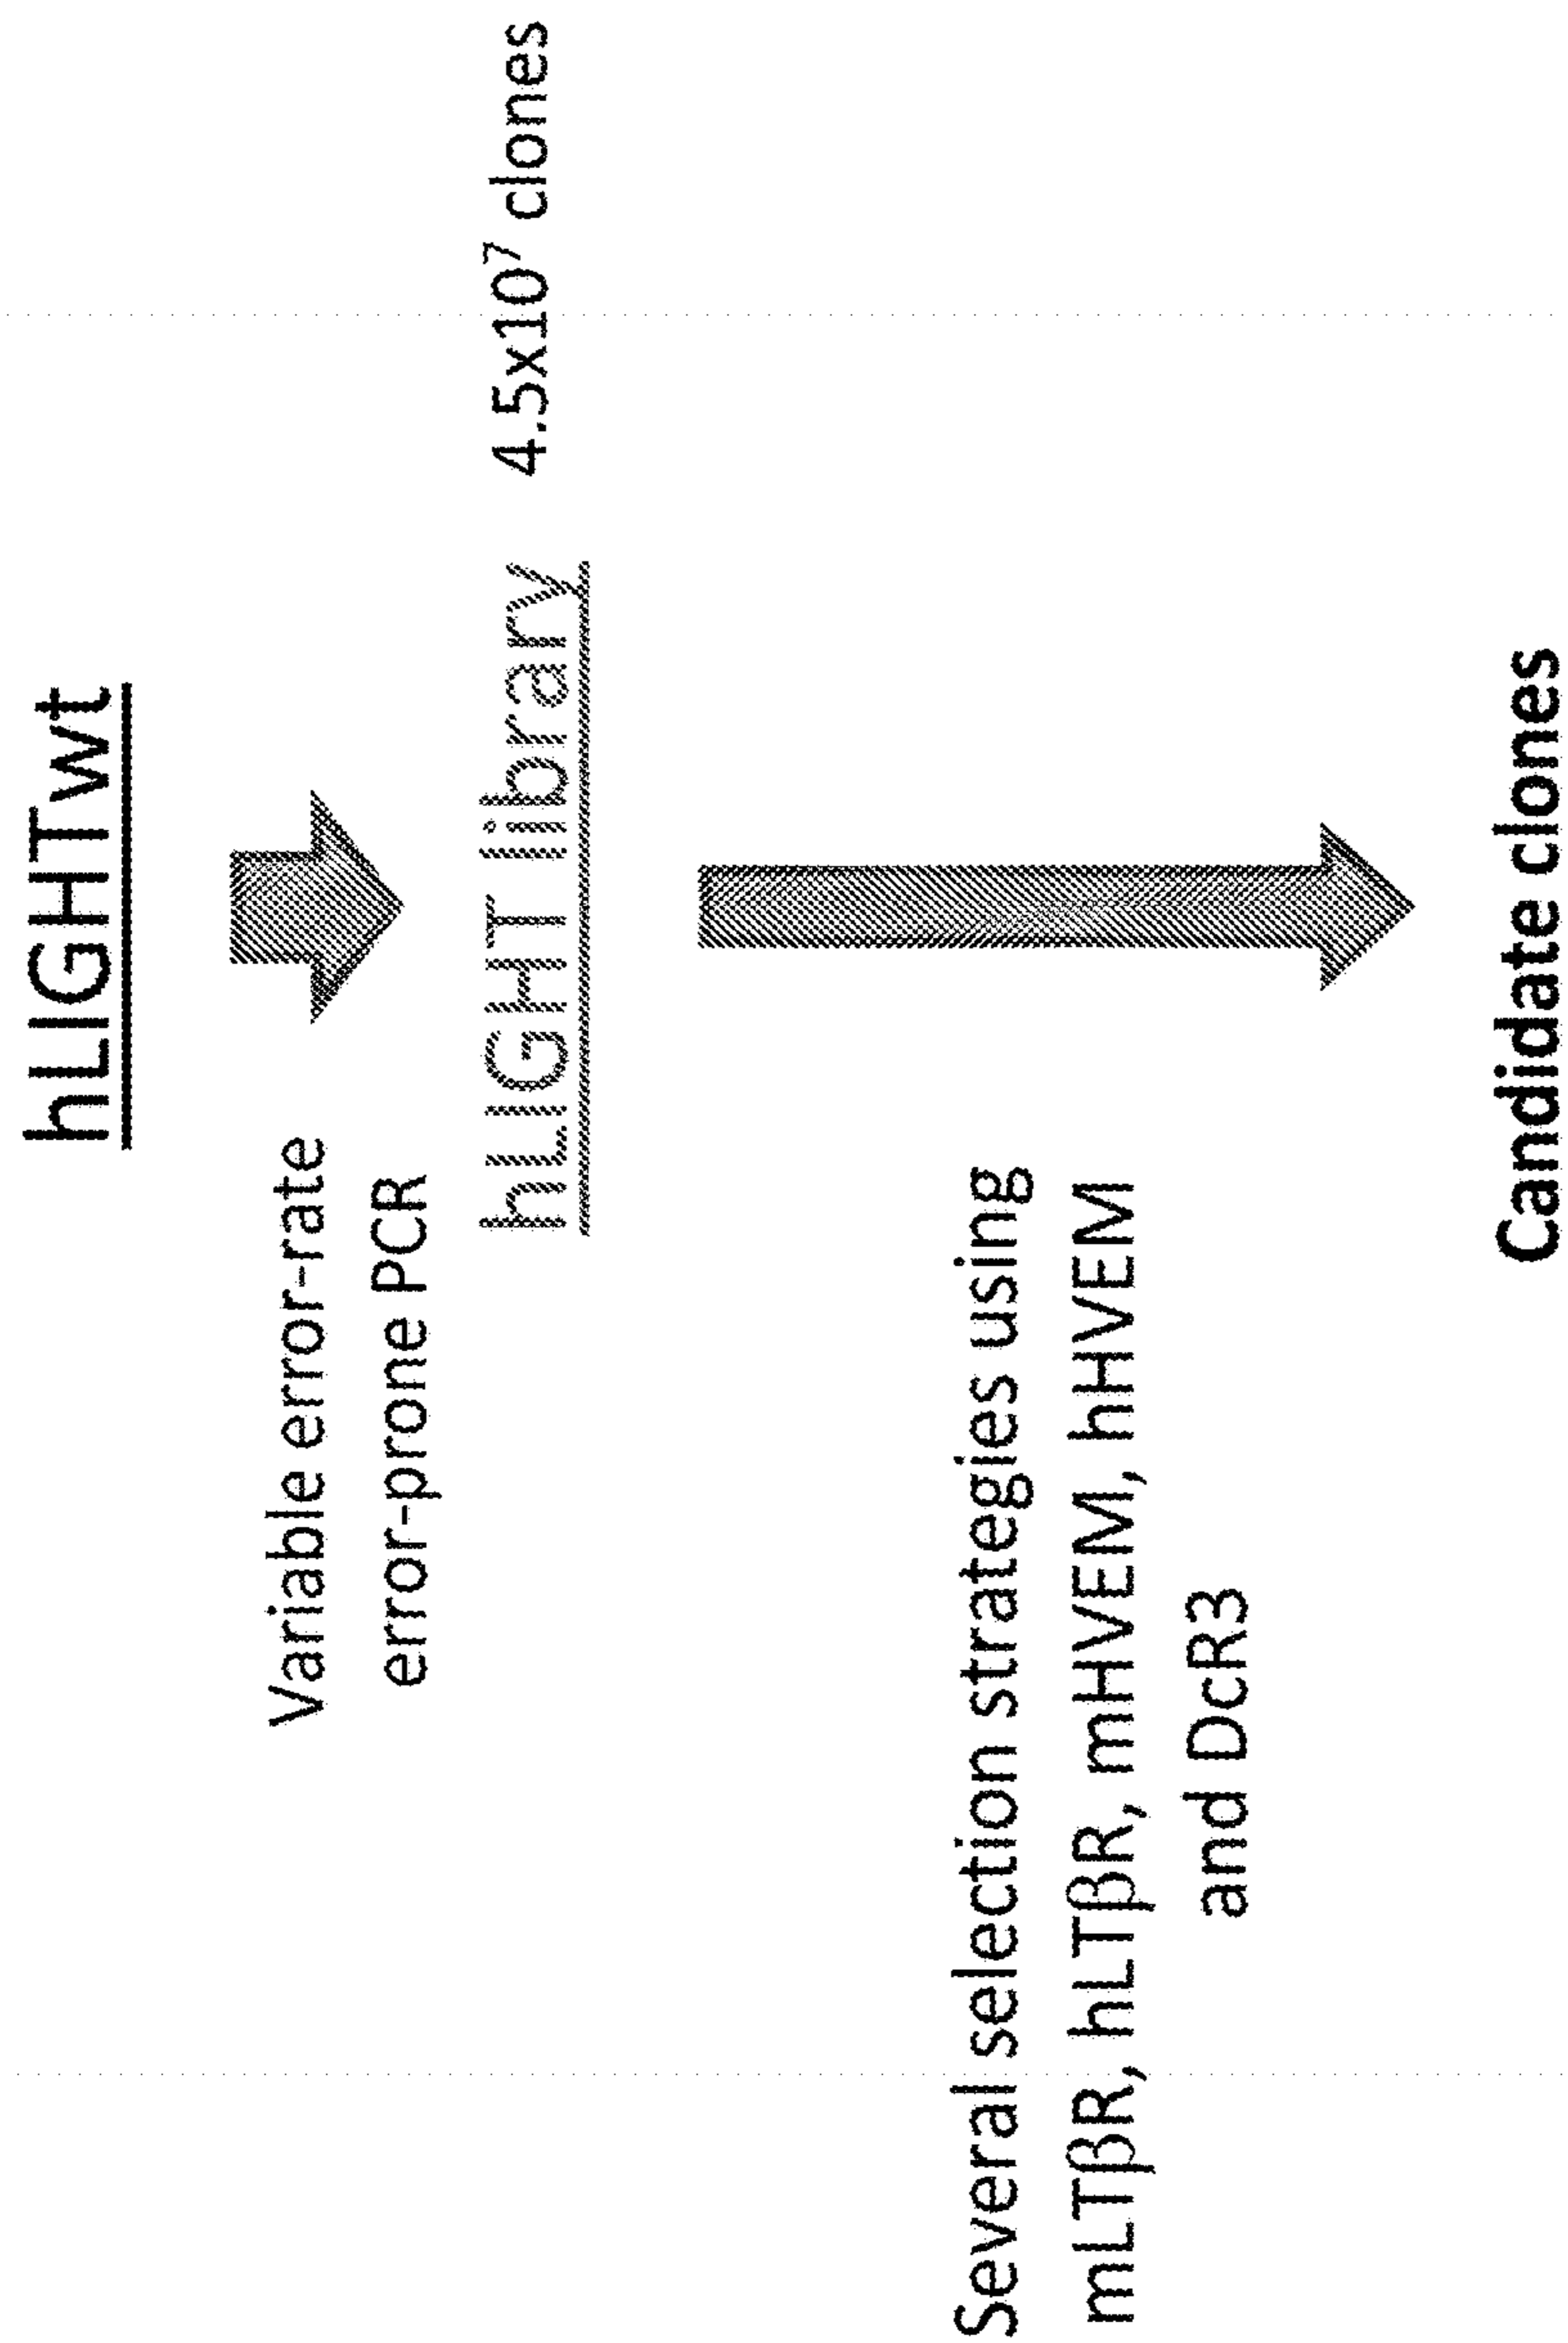 hLIGHTwt
Variable error-rate
error-prone PCR
hLIGHT library
4.5x10⁷ clones
Several selection strategies using
mLTβR, hLTβR, mHVEM, hHVEM
and DcR3
Candidate clones